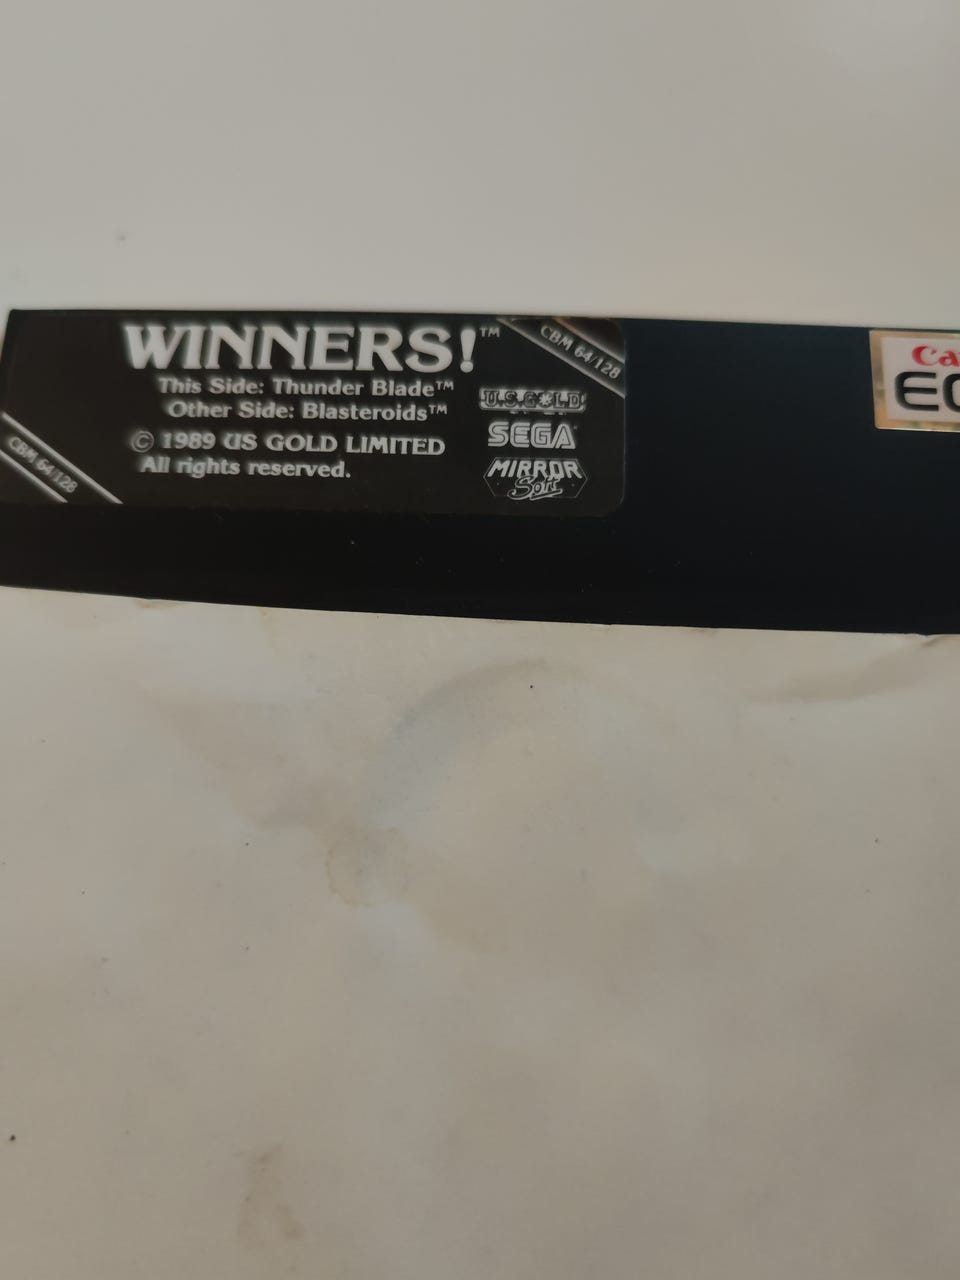 WINNERS!™
This Side: Thunder Blade™
Other Side: Blasteroids™
© 1989 US GOLD LIMITED
All rights reserved.
CBM 64/128
CBM 64/128
U.S.GOLD
SEGA
MIRROR
Soft